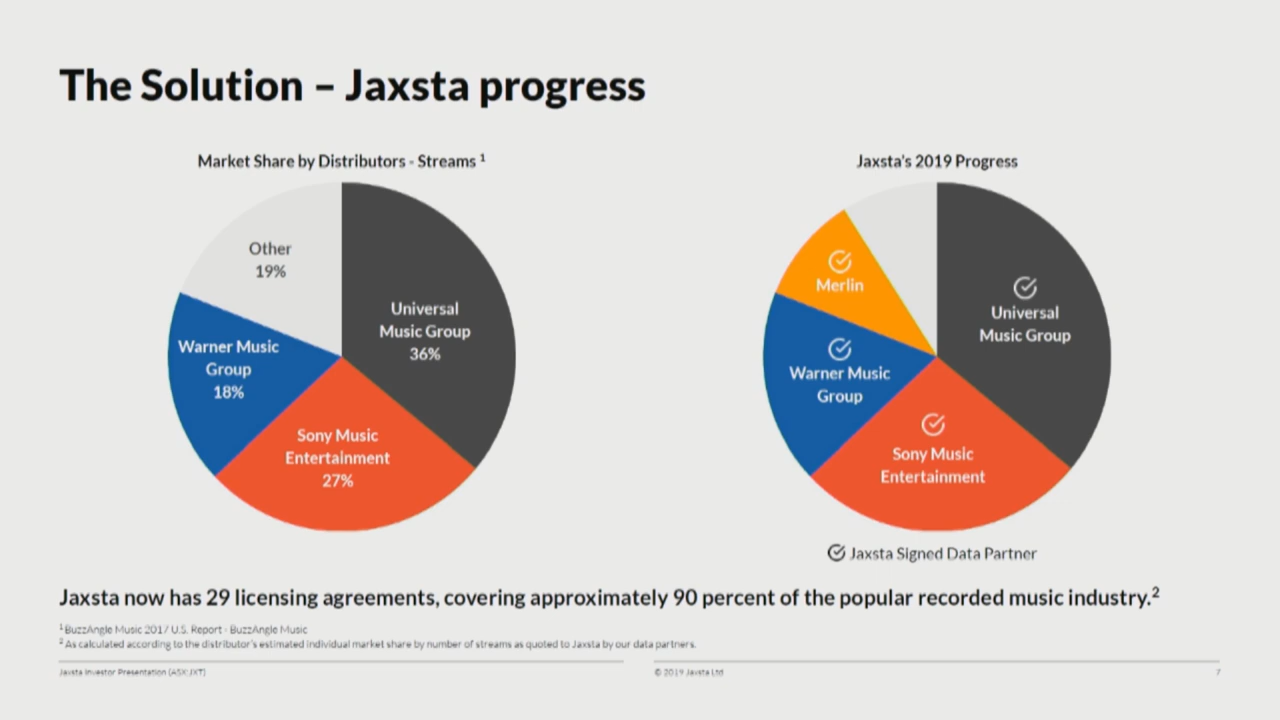 The Solution – Jaxsta progress
Market Share by Distributors - Streams ¹
Other
19%
Universal
Music Group
36%
Warner Music
Group
18%
Sony Music
Entertainment
27%
Jaxsta's 2019 Progress
Merlin
Universal
Music Group
Warner Music
Group
Sony Music
Entertainment
Jaxsta Signed Data Partner
Jaxsta now has 29 licensing agreements, covering approximately 90 percent of the popular recorded music industry.²
¹ BuzzAngle Music 2017 U.S. Report - BuzzAngle Music
² As calculated according to the distributor's estimated individual market share by number of streams as quoted to Jaxsta by our data partners.
Jaxsta Investor Presentation (ASX:JXT)
© 2019 Jaxsta Ltd
7